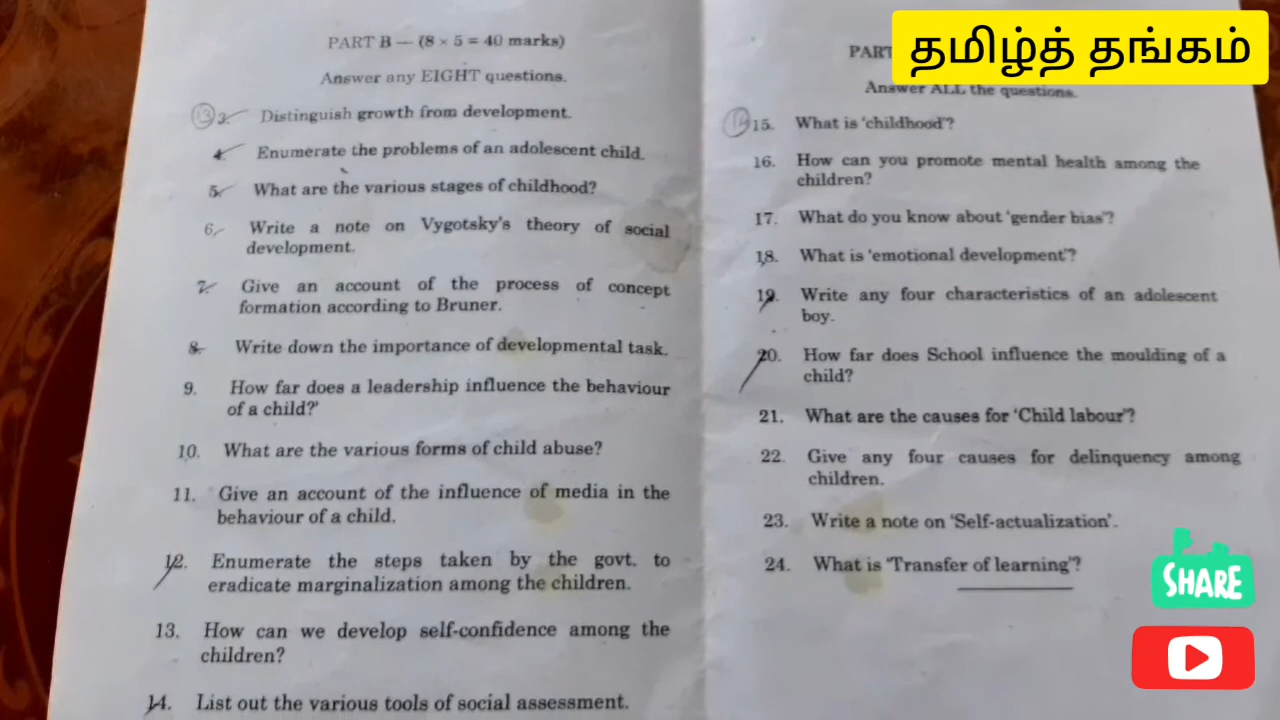 PART B — (8 × 5 = 40 marks)
Answer any EIGHT questions.
13 3. Distinguish growth from development.
4. Enumerate the problems of an adolescent child.
5. What are the various stages of childhood?
6. Write a note on Vygotsky's theory of social
development.
7. Give an account of the process of concept
formation according to Bruner.
8. Write down the importance of developmental task.
9. How far does a leadership influence the behaviour
of a child?'
10. What are the various forms of child abuse?
11. Give an account of the influence of media in the
behaviour of a child.
12. Enumerate the steps taken by the govt. to
eradicate marginalization among the children.
13. How can we develop self-confidence among the
children?
14. List out the various tools of social assessment.
தமிழ்த் தங்கம்
PART
Answer ALL the questions.
15. What is 'childhood'?
16. How can you promote mental health among the
children?
17. What do you know about 'gender bias'?
18. What is 'emotional development'?
19. Write any four characteristics of an adolescent
boy.
20. How far does School influence the moulding of a
child?
21. What are the causes for 'Child labour'?
22. Give any four causes for delinquency among
children.
23. Write a note on 'Self-actualization'.
24. What is 'Transfer of learning'?
SHARE